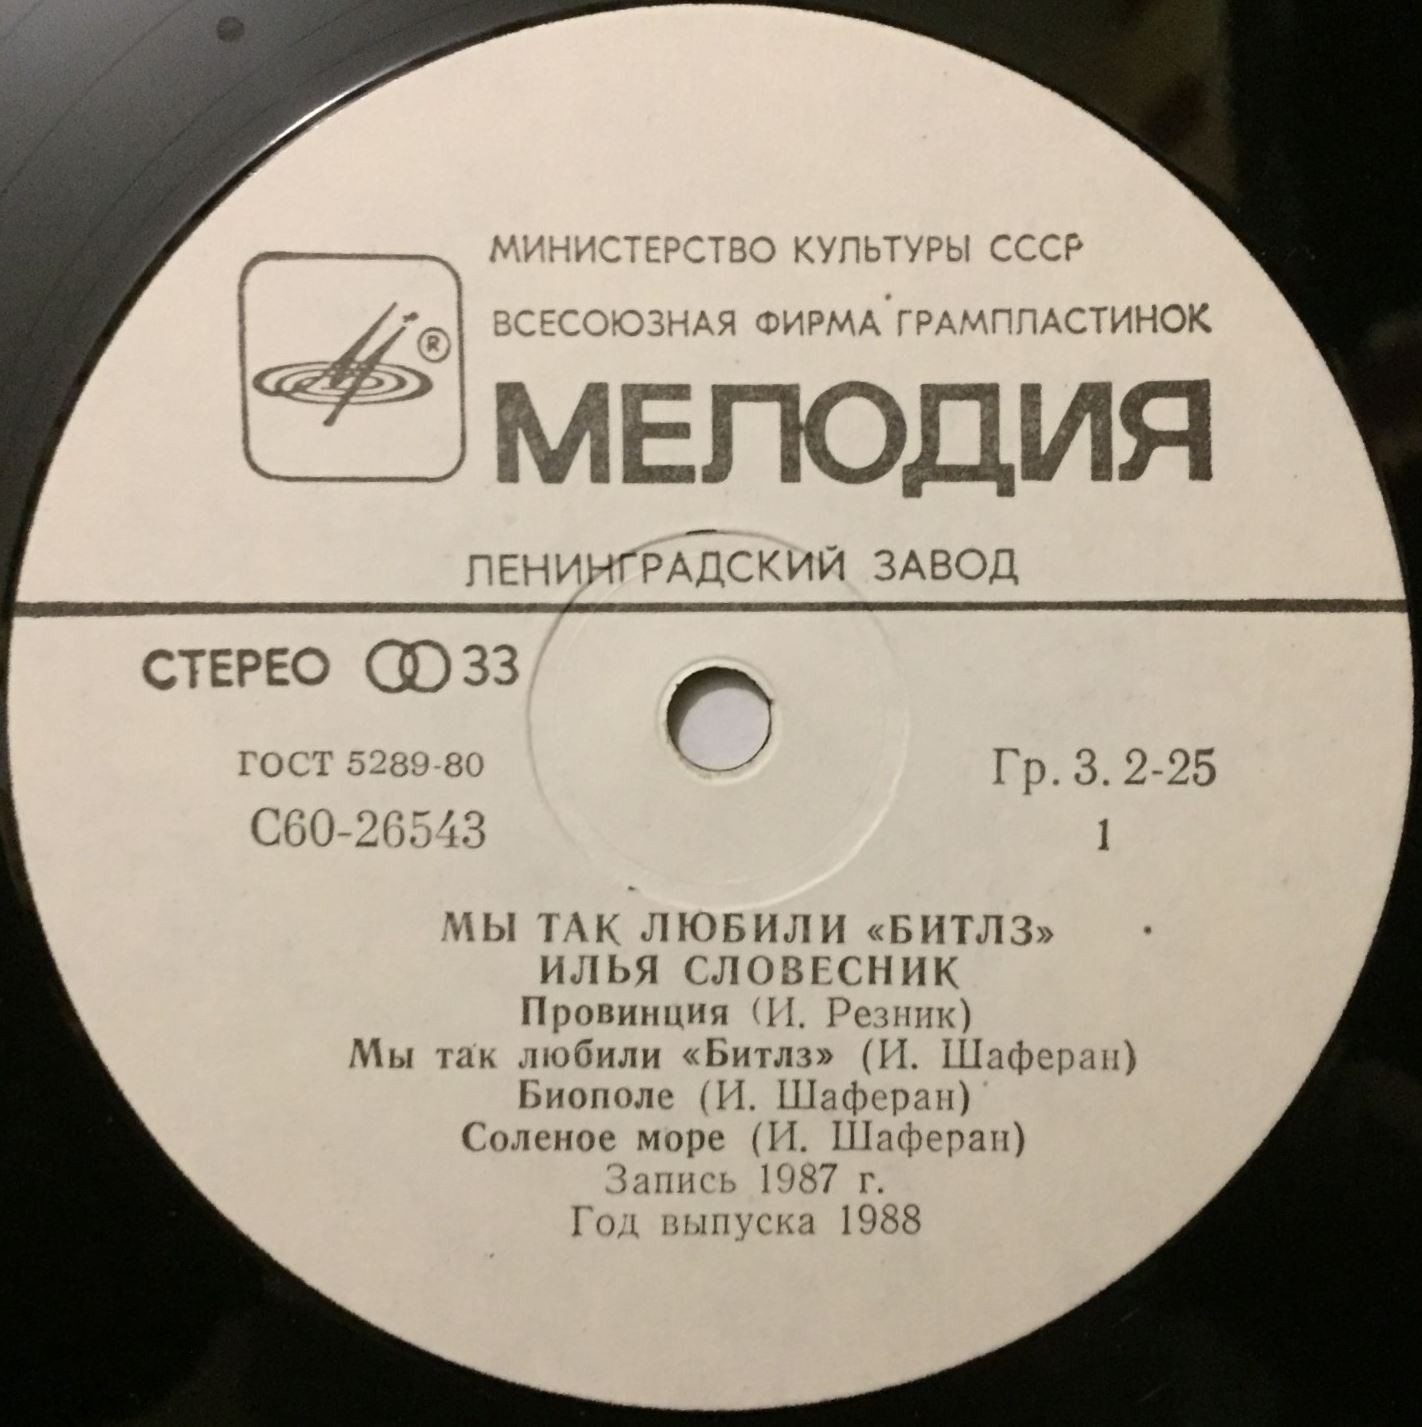 МИНИСТЕРСТВО КУЛЬТУРЫ СССР
ВСЕСОЮЗНАЯ ФИРМА ГРАМПЛАСТИНОК
®
МЕЛОДИЯ
ЛЕНИНГРАДСКИЙ ЗАВОД
СТЕРЕО 33
ГОСТ 5289-80
Гр. 3. 2-25
С60-26543
1
МЫ ТАК ЛЮБИЛИ «БИТЛЗ»
ИЛЬЯ СЛОВЕСНИК
Провинция (И. Резник)
Мы так любили «Битлз» (И. Шаферан)
Биополе (И. Шаферан)
Соленое море (И. Шаферан)
Запись 1987 г.
Год выпуска 1988